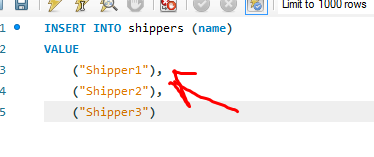 Limit to 1000 rows
1 INSERT INTO shippers (name)
2 VALUE
3 ("Shipper1"),
4 ("Shipper2"),
5 ("Shipper3")